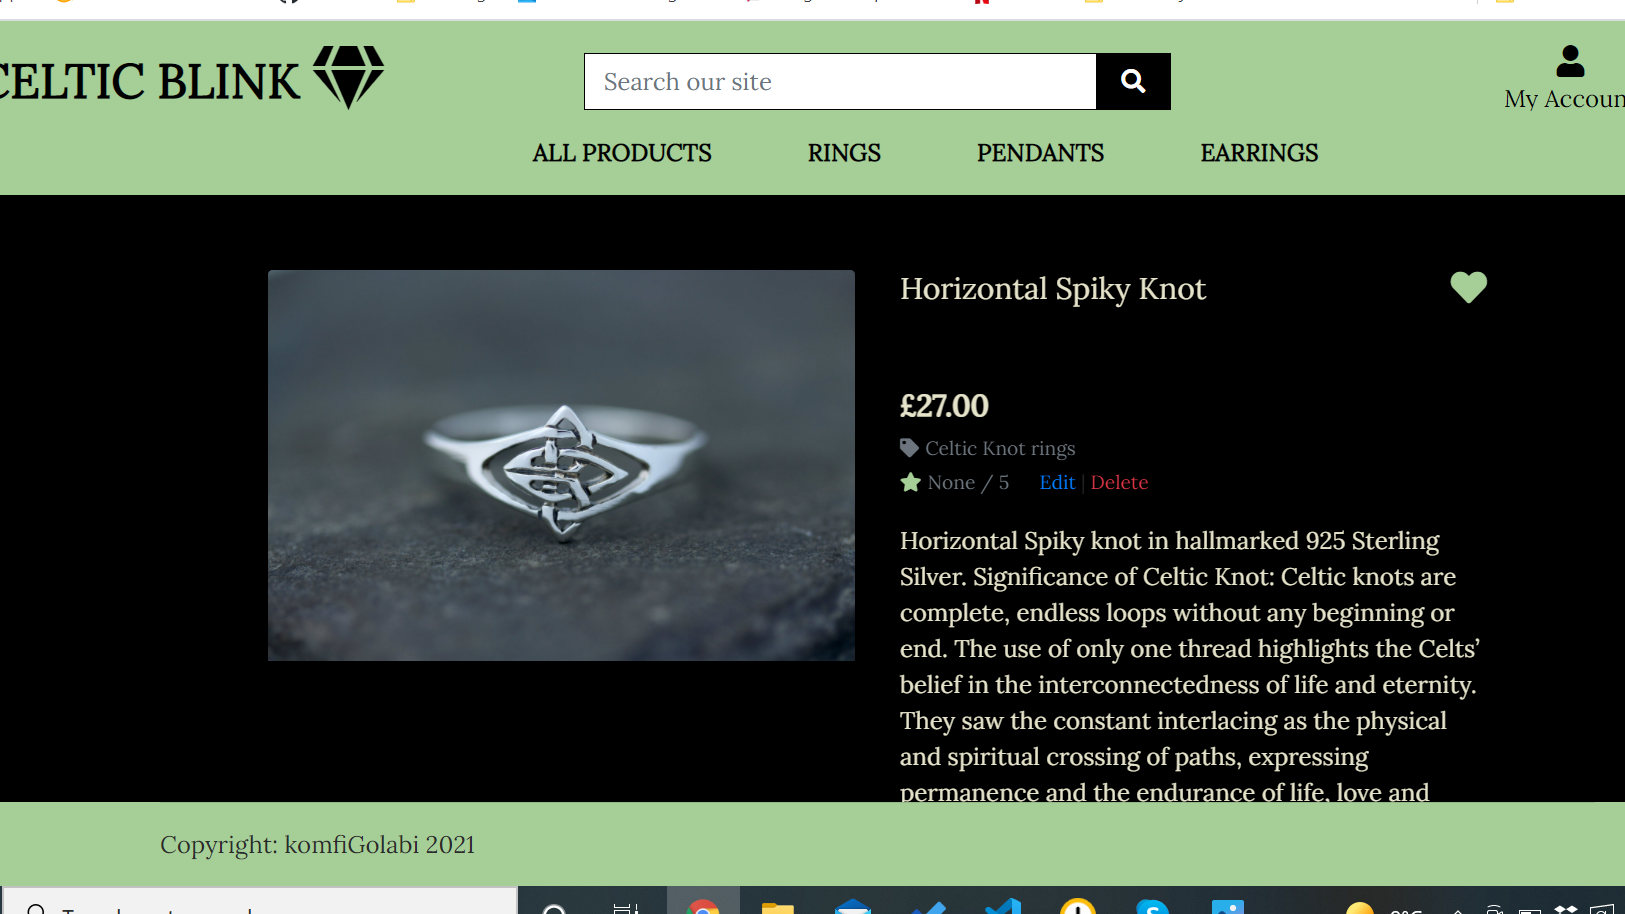 CELTIC BLINK
Search our site
My Accoun
ALL PRODUCTS RINGS PENDANTS EARRINGS
Horizontal Spiky Knot
£27.00
Celtic Knot rings
None / 5 Edit | Delete
Horizontal Spiky knot in hallmarked 925 Sterling
Silver. Significance of Celtic Knot: Celtic knots are
complete, endless loops without any beginning or
end. The use of only one thread highlights the Celts’
belief in the interconnectedness of life and eternity.
They saw the constant interlacing as the physical
and spiritual crossing of paths, expressing
permanence and the endurance of life, love and
Copyright: komfiGolabi 2021